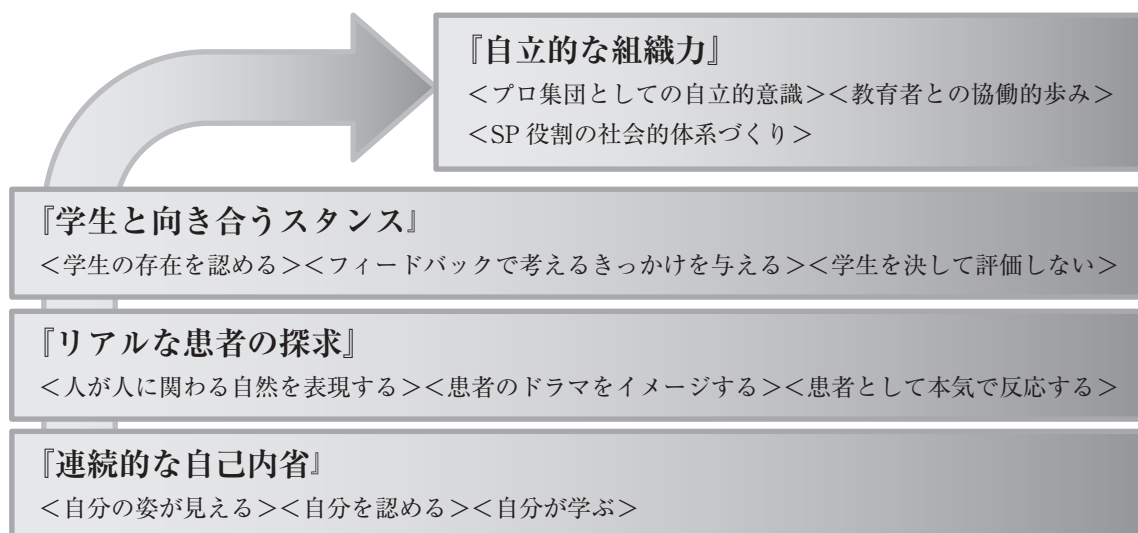 『自立的な組織力』
＜プロ集団としての自立的意識＞＜教育者との協働的歩み＞
＜SP 役割の社会的体系づくり＞
『学生と向き合うスタンス』
＜学生の存在を認める＞＜フィードバックで考えるきっかけを与える＞＜学生を決して評価しない＞
『リアルな患者の探求』
＜人が人に関わる自然を表現する＞＜患者のドラマをイメージする＞＜患者として本気で反応する＞
『連続的な自己内省』
＜自分の姿が見える＞＜自分を認める＞＜自分が学ぶ＞